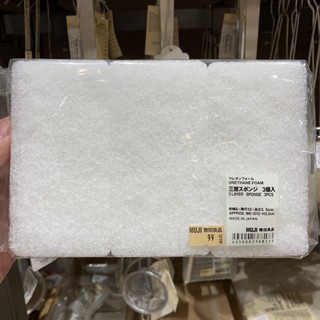 ウレタンフォーム
URETHANE FOAM
三層スポンジ 3個入
3 LAYER SPONGE 3PCS
MADE IN JAPAN
MUJI 無印良品
99
MUJI 無印良品